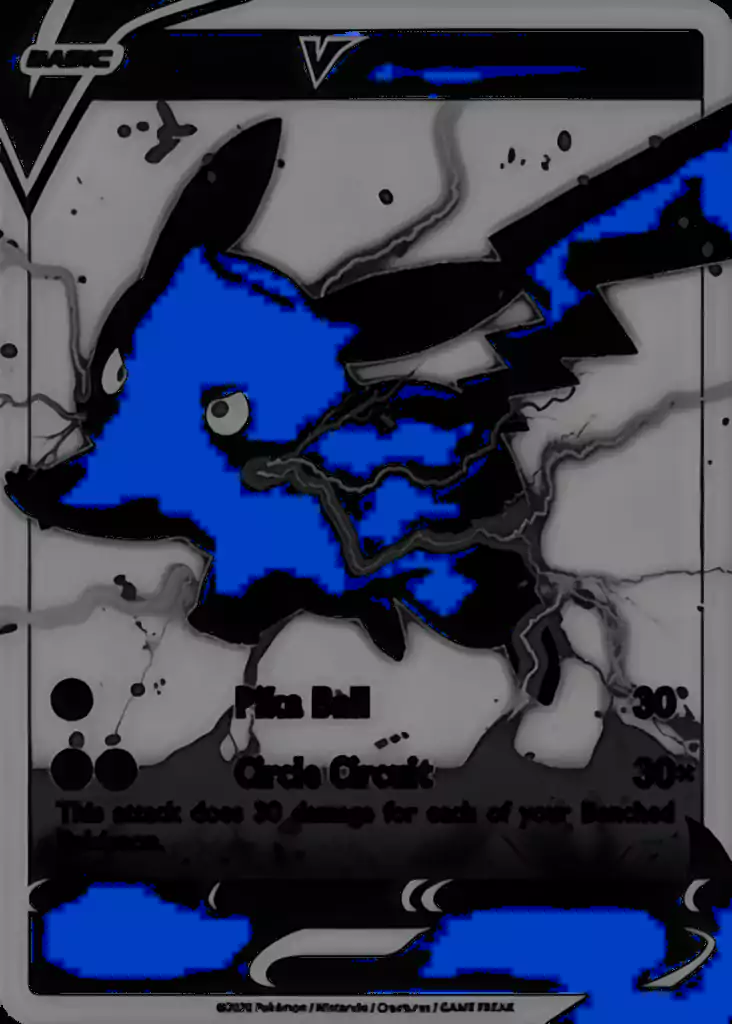 BASIC
V
Pika Ball 30
Circle Circuit 30×
This attack does 30 damage for each of your Benched
Pokémon.
©2020 Pokémon / Nintendo / Creatures / GAME FREAK